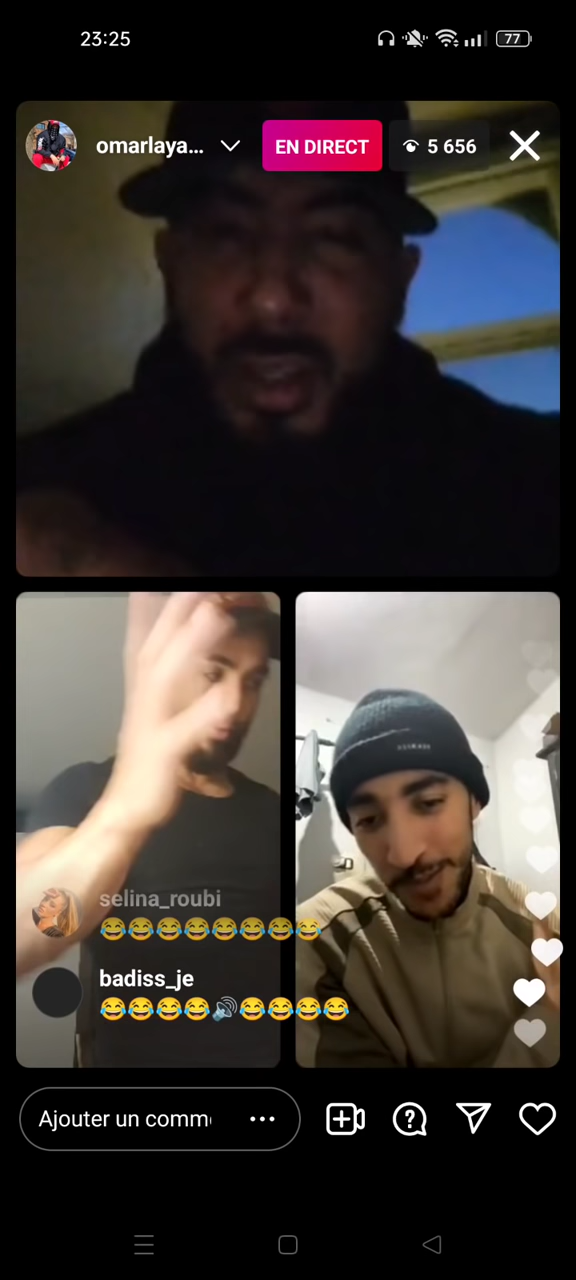 23:25
77
omarlaya...
EN DIRECT
5 656
selina_roubi
😂😂😂😂😂😂😂😂
badiss_je
😂😂😂😂🔊😂😂😂😂
Ajouter un comm